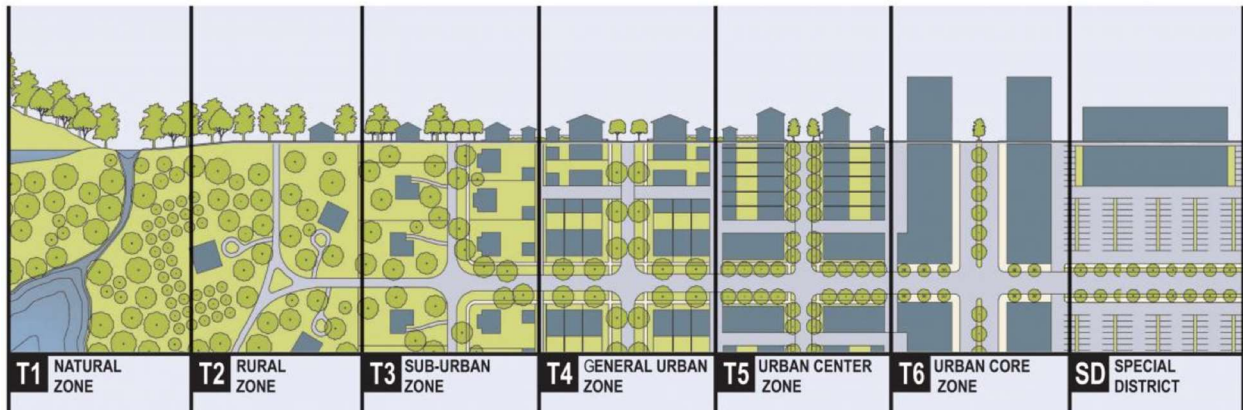 T1 NATURAL
ZONE
T2 RURAL
ZONE
T3 SUB-URBAN
ZONE
T4 GENERAL URBAN
ZONE
T5 URBAN CENTER
ZONE
T6 URBAN CORE
ZONE
SD SPECIAL
DISTRICT